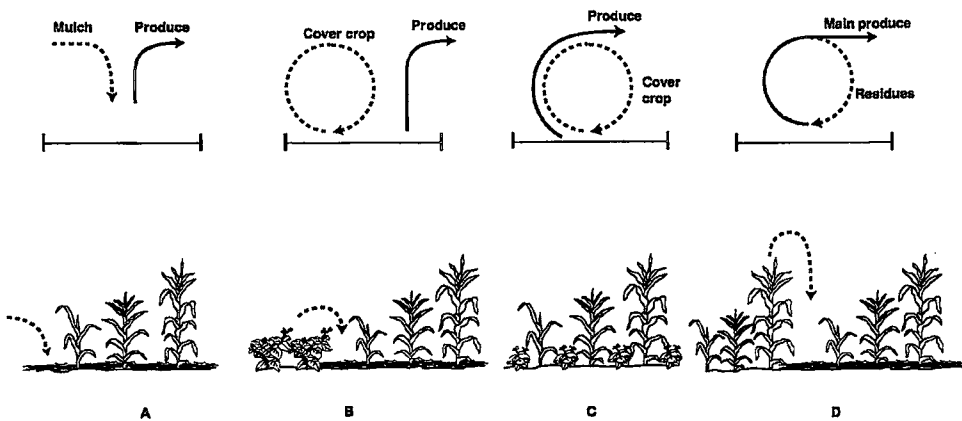 Mulch
Produce
Cover crop
Produce
Produce
Cover
crop
Main produce
Residues
A
B
C
D